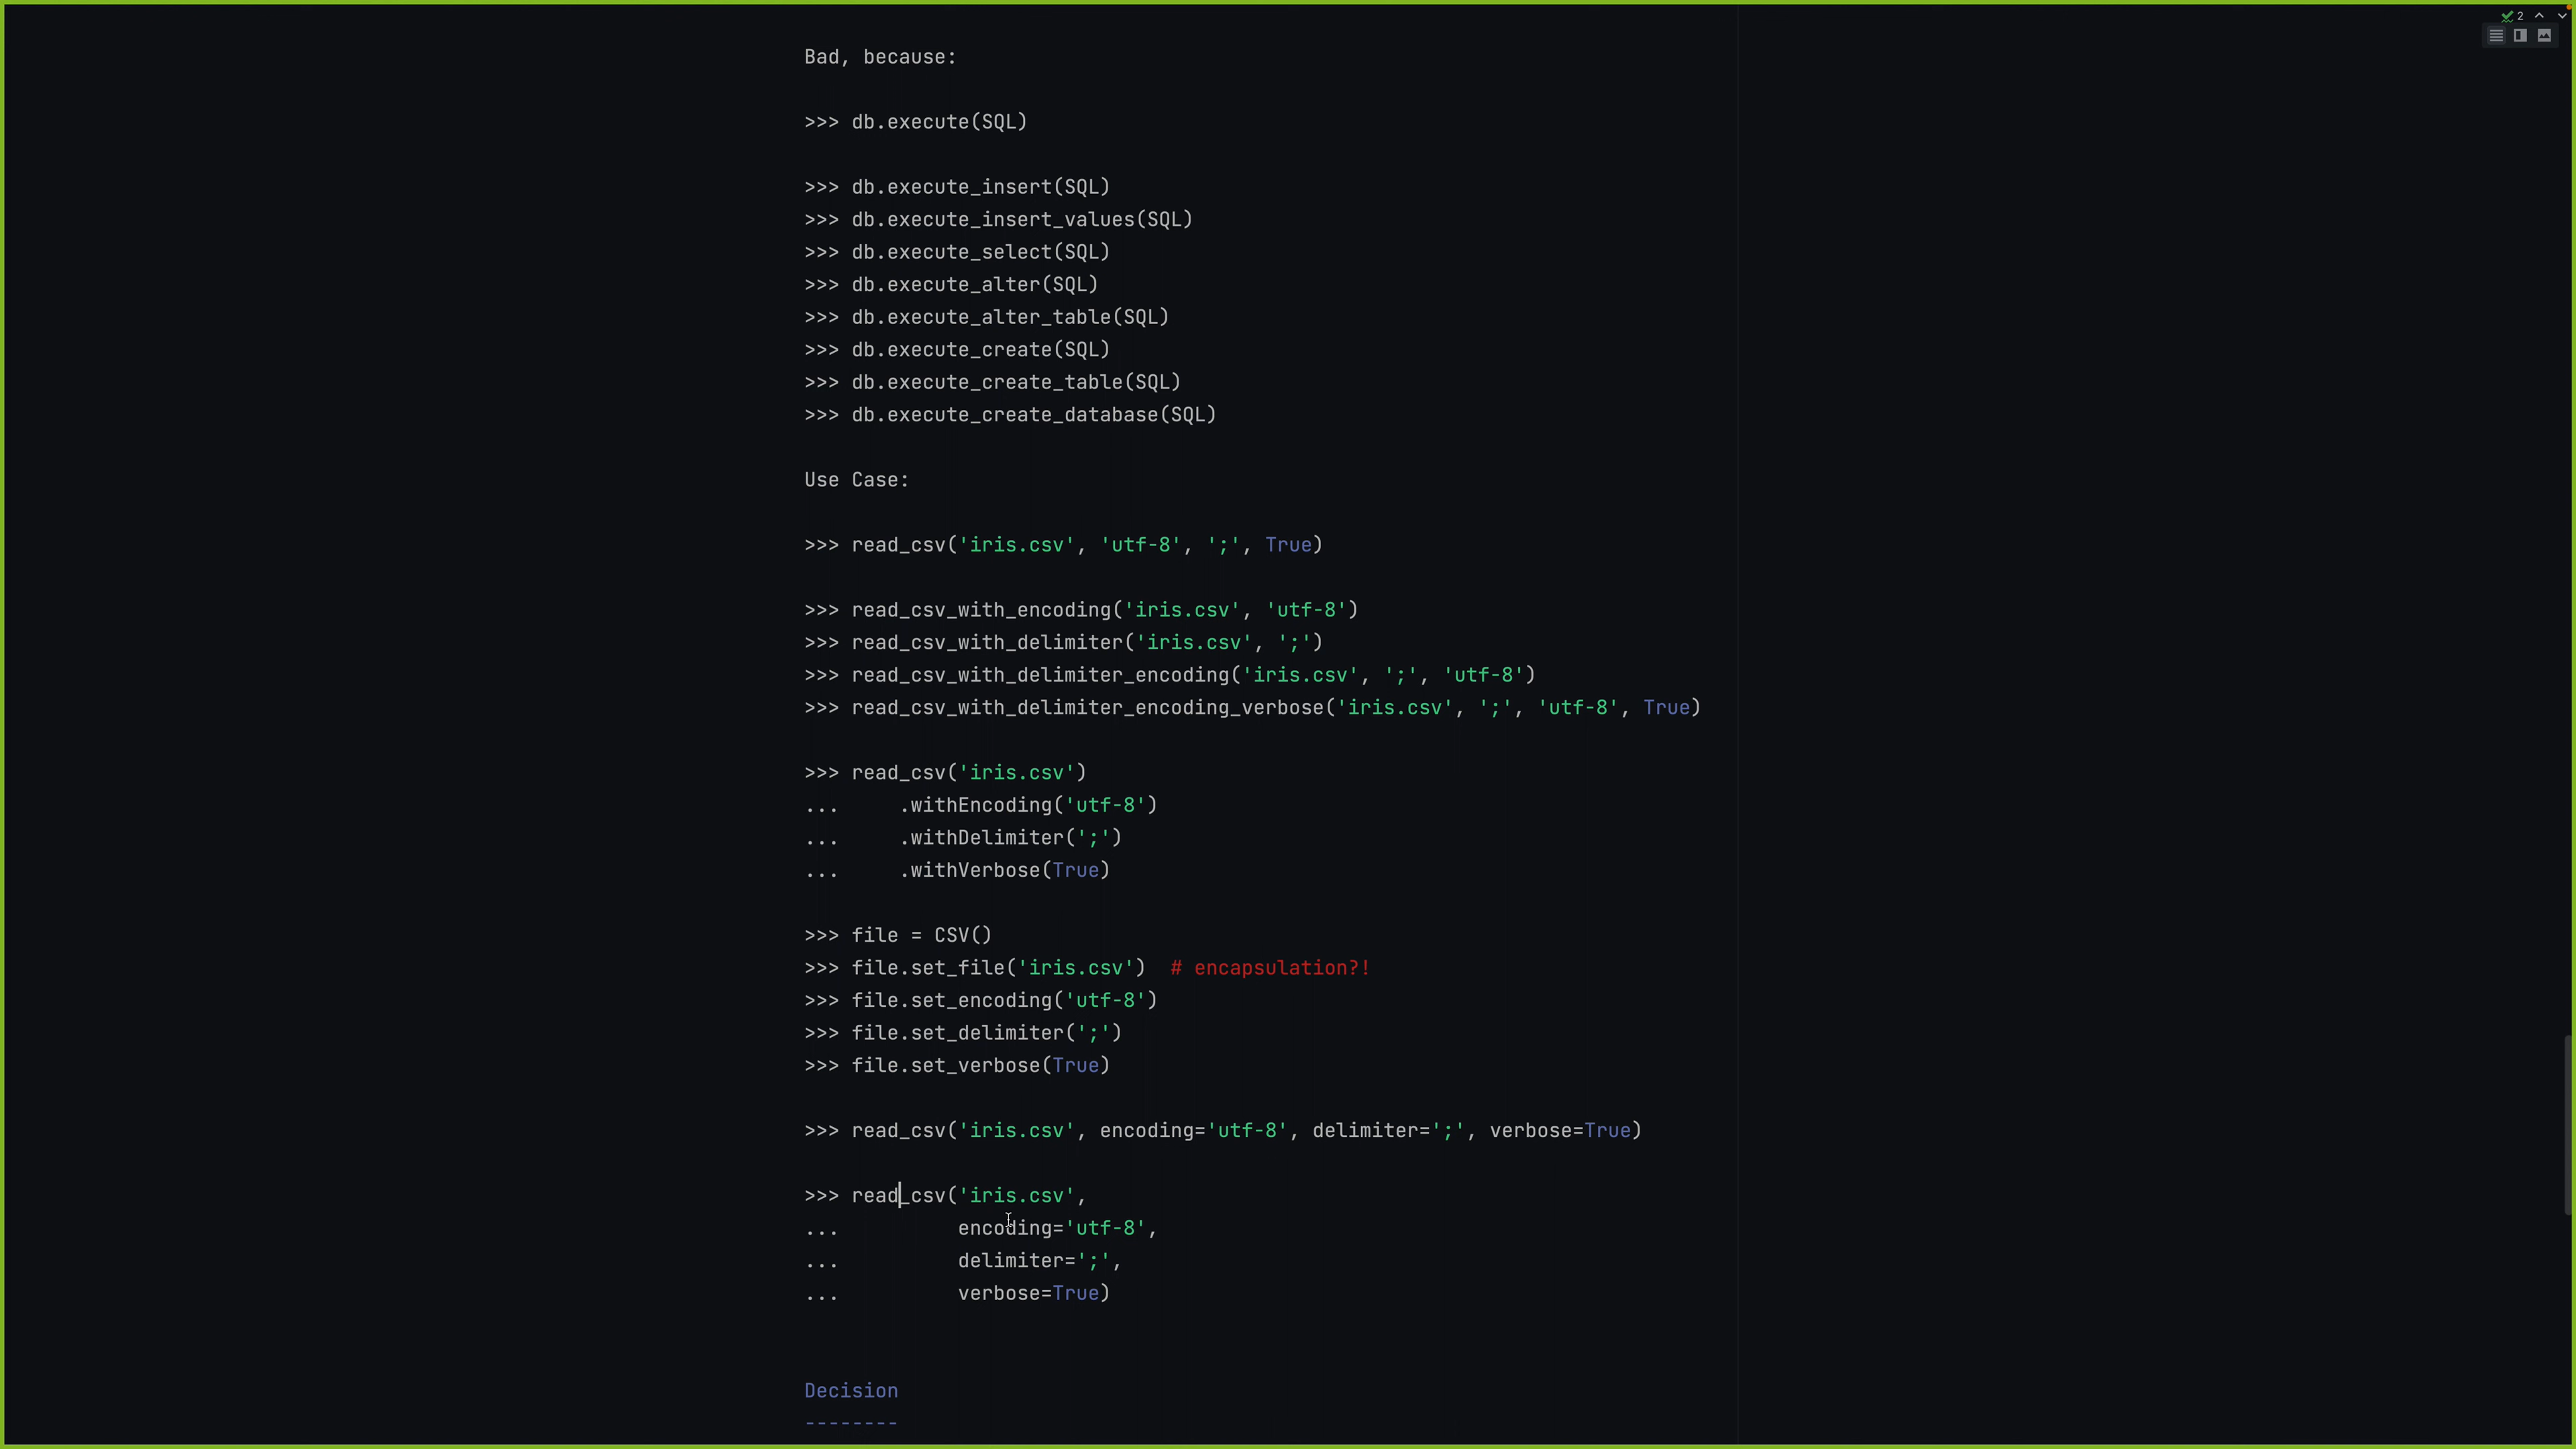 2
Bad, because:
>>> db.execute(SQL)
>>> db.execute_insert(SQL)
>>> db.execute_insert_values(SQL)
>>> db.execute_select(SQL)
>>> db.execute_alter(SQL)
>>> db.execute_alter_table(SQL)
>>> db.execute_create(SQL)
>>> db.execute_create_table(SQL)
>>> db.execute_create_database(SQL)
Use Case:
>>> read_csv('iris.csv', 'utf-8', ';', True)
>>> read_csv_with_encoding('iris.csv', 'utf-8')
>>> read_csv_with_delimiter('iris.csv', ';')
>>> read_csv_with_delimiter_encoding('iris.csv', ';', 'utf-8')
>>> read_csv_with_delimiter_encoding_verbose('iris.csv', ';', 'utf-8', True)
>>> read_csv('iris.csv')
...     .withEncoding('utf-8')
...     .withDelimiter(';')
...     .withVerbose(True)
>>> file = CSV()
>>> file.set_file('iris.csv')  # encapsulation?!
>>> file.set_encoding('utf-8')
>>> file.set_delimiter(';')
>>> file.set_verbose(True)
>>> read_csv('iris.csv', encoding='utf-8', delimiter=';', verbose=True)
>>> read_csv('iris.csv',
...          encoding='utf-8',
...          delimiter=';',
...          verbose=True)
Decision
--------